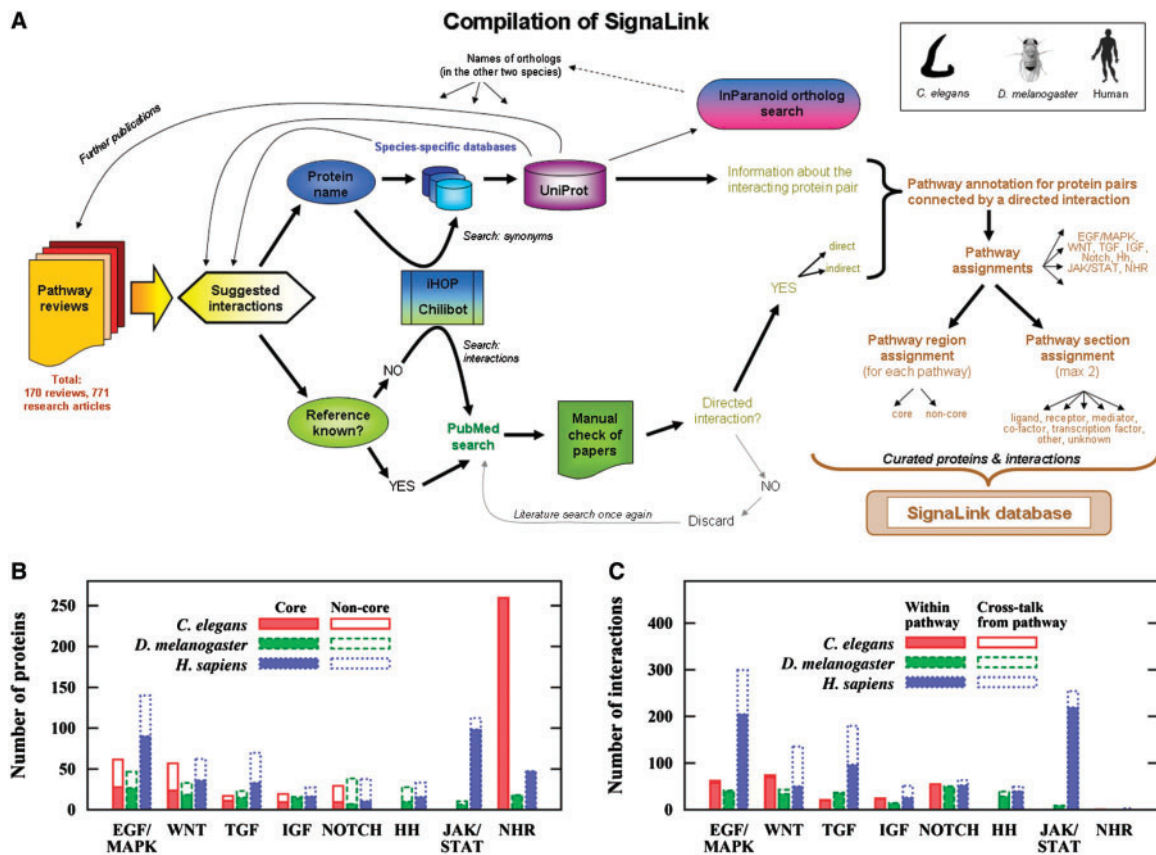 A
Compilation of SignaLink
C. elegans
D. melanogaster
Human
Names of orthologs
(in the other two species)
InParanoid ortholog
search
Further publications
Species-specific databases
Protein
name
UniProt
Information about the
interacting protein pair
Pathway annotation for protein pairs
connected by a directed interaction
Search: synonyms
direct
indirect
YES
Pathway
assignments
EGF/MAPK,
WNT, TGF, IGF,
Notch, Hh,
JAK/STAT, NHR
Pathway
reviews
Suggested
interactions
iHOP
Chilibot
Search:
interactions
NO
Pathway region
assignment
(for each pathway)
Pathway section
assignment
(max 2)
Total:
170 reviews, 771
research articles
Reference
known?
PubMed
search
Manual
check of
papers
Directed
interaction?
core
non-core
ligand, receptor, mediator,
co-factor, transcription factor,
other, unknown
YES
NO
Curated proteins & interactions
Literature search once again
Discard
SignaLink database
B
Number of proteins
250
200
150
100
50
0
Core
Non-core
C. elegans
D. melanogaster
H. sapiens
EGF/
MAPK
WNT
TGF
IGF
NOTCH
HH
JAK/
STAT
NHR
C
Number of interactions
400
300
200
100
0
Within
pathway
Cross-talk
from pathway
C. elegans
D. melanogaster
H. sapiens
EGF/
MAPK
WNT
TGF
IGF
NOTCH
HH
JAK/
STAT
NHR